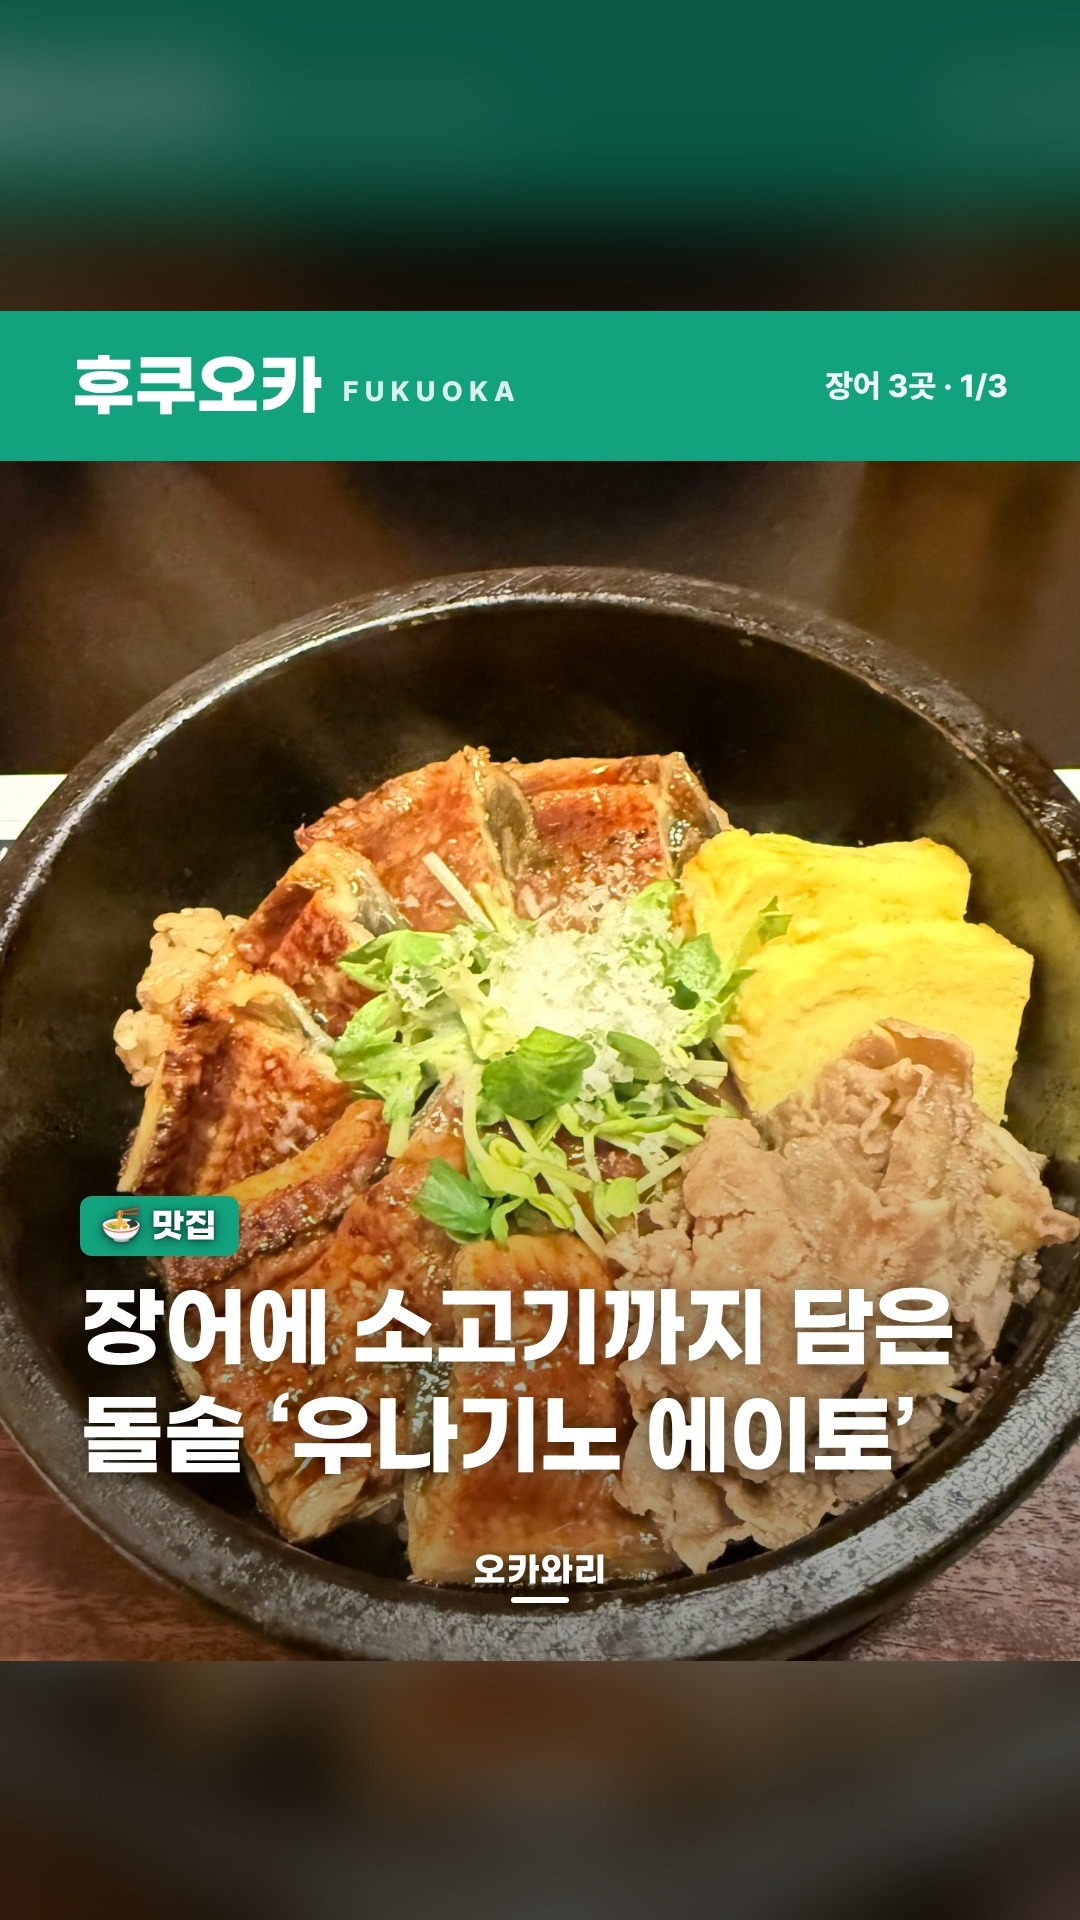 후쿠오카 FUKUOKA
장어 3곳 · 1/3
맛집
장어에 소고기까지 담은
돌솥 ‘우나기노 에이토’
오카와리